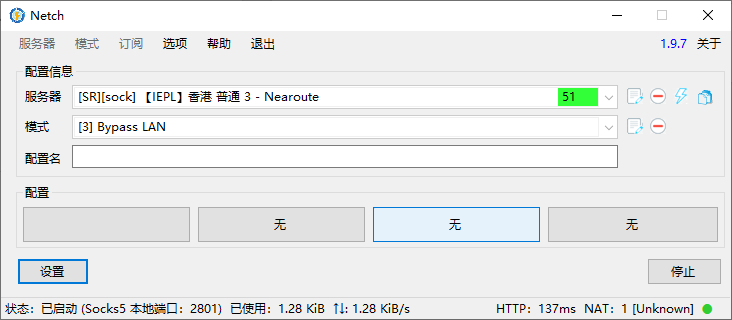 Netch
服务器 模式 订阅 选项 帮助 退出 1.9.7 关于
配置信息
服务器 [SR][sock] 【IEPL】香港 普通 3 - Nearoute 51
模式 [3] Bypass LAN
配置名
配置
无 无 无
设置 停止
状态：已启动 (Socks5 本地端口：2801) 已使用：1.28 KiB ↑↓: 1.28 KiB/s HTTP：137ms NAT：1 [Unknown]